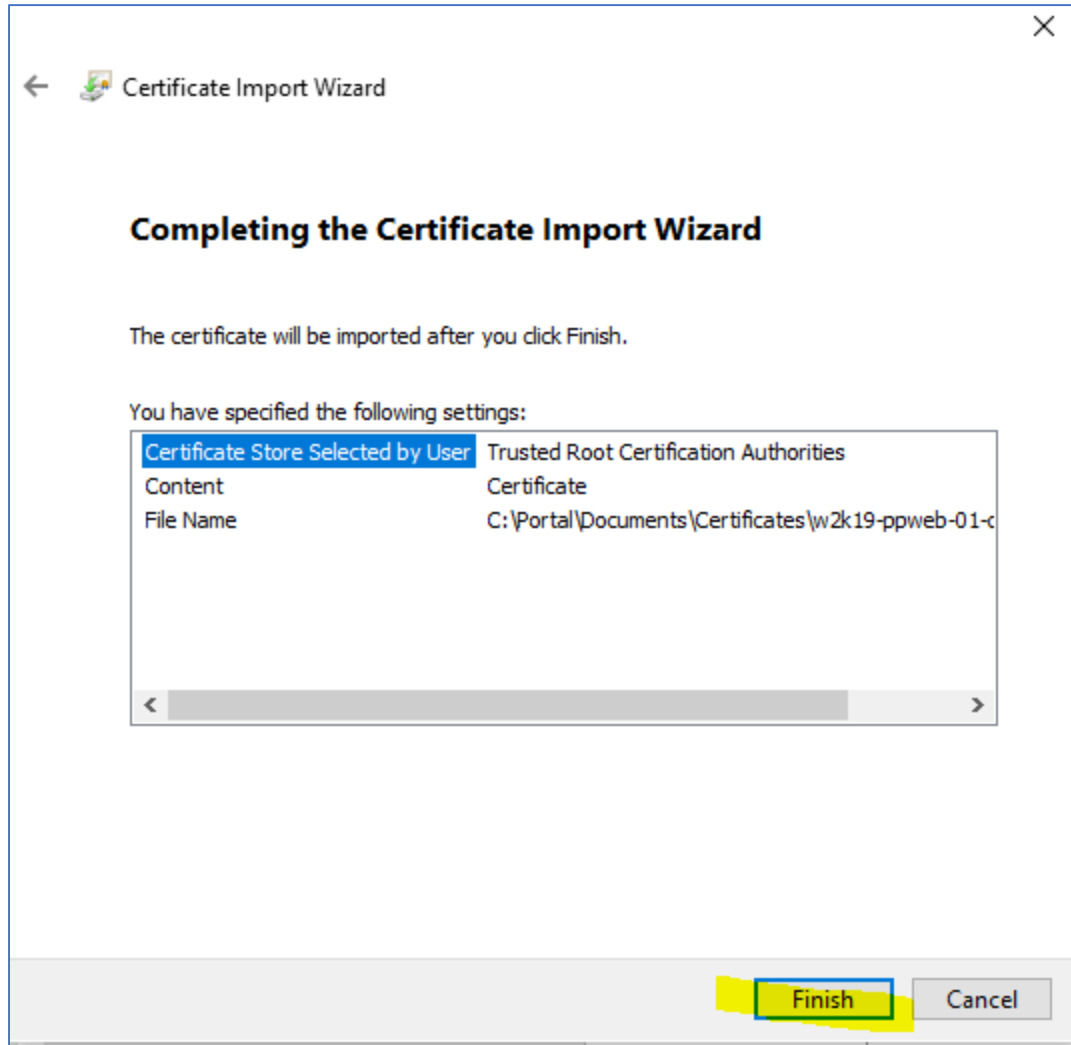 Certificate Import Wizard
Completing the Certificate Import Wizard
The certificate will be imported after you click Finish.
You have specified the following settings:
Certificate Store Selected by User Trusted Root Certification Authorities
Content Certificate
File Name C:\Portal\Documents\Certificates\w2k19-ppweb-01-c
Finish Cancel